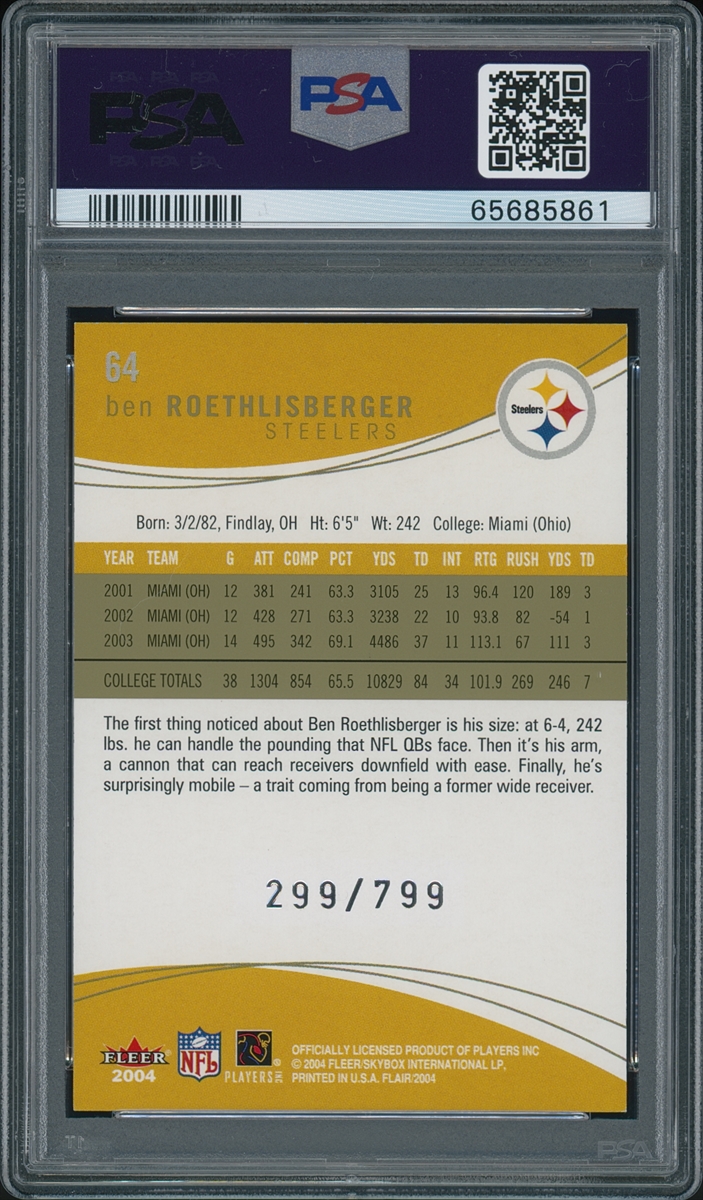 PSA PSA PSA
PSA
PSA PSA PSA
PSA
65685861
64
ben ROETHLISBERGER
STEELERS
Steelers
Born: 3/2/82, Findlay, OH Ht: 6'5" Wt: 242 College: Miami (Ohio)
YEAR TEAM G ATT COMP PCT YDS TD INT RTG RUSH YDS TD
2001 MIAMI (OH) 12 381 241 63.3 3105 25 13 96.4 120 189 3
2002 MIAMI (OH) 12 428 271 63.3 3238 22 10 93.8 82 -54 1
2003 MIAMI (OH) 14 495 342 69.1 4486 37 11 113.1 67 111 3
COLLEGE TOTALS 38 1304 854 65.5 10829 84 34 101.9 269 246 7
The first thing noticed about Ben Roethlisberger is his size: at 6-4, 242
lbs. he can handle the pounding that NFL QBs face. Then it's his arm,
a cannon that can reach receivers downfield with ease. Finally, he's
surprisingly mobile – a trait coming from being a former wide receiver.
299/799
FLEER
2004
NFL
PLAYERS INC
OFFICIALLY LICENSED PRODUCT OF PLAYERS INC
© 2004 FLEER/SKYBOX INTERNATIONAL LP,
PRINTED IN U.S.A. FLAIR/2004
PSA